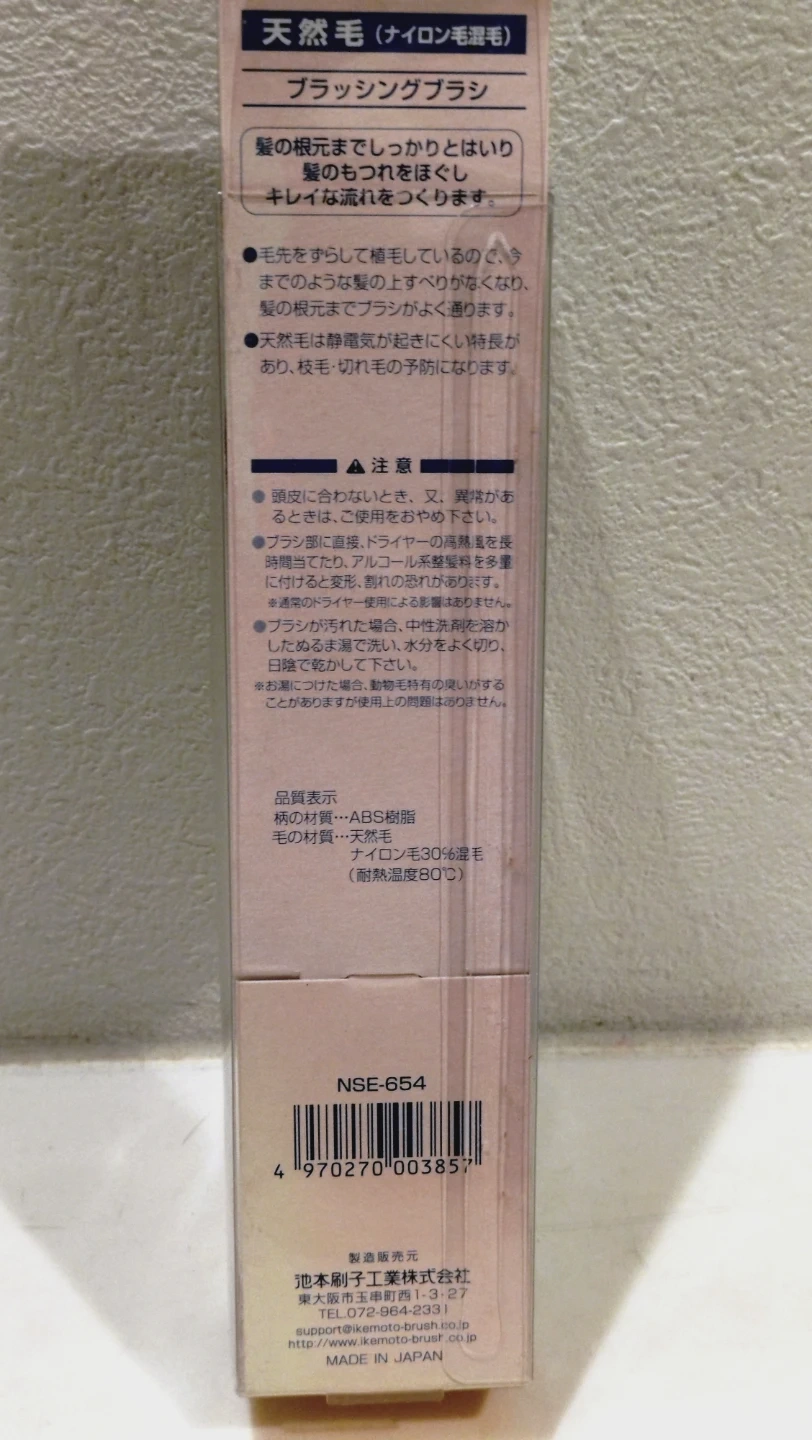 天然毛(ナイロン毛混毛)
ブラッシングブラシ
髪の根元までしっかりとはいり
髪のもつれをほぐし
キレイな流れをつくります。
●毛先をずらして植毛しているので、今
までのような髪の上すべりがなくなり、
髪の根元までブラシがよく通ります。
●天然毛は静電気が起きにくい特長が
あり、枝毛・切れ毛の予防になります。
⚠注意
●頭皮に合わないとき、又、異常があ
るときは、ご使用をおやめ下さい。
●ブラシ部に直接、ドライヤーの高熱風を長
時間当てたり、アルコール系整髪料を多量
に付けると変形、割れの恐れがあります。
※通常のドライヤー使用による影響はありません。
●ブラシが汚れた場合、中性洗剤を溶か
したぬるま湯で洗い、水分をよく切り、
日陰で乾かして下さい。
※お湯につけた場合、動物毛特有の臭いがする
ことがありますが使用上の問題はありません。
品質表示
柄の材質…ABS樹脂
毛の材質…天然毛
ナイロン毛30%混毛
(耐熱温度80℃)
NSE-654
4 970270 003857
製造販売元
池本刷子工業株式会社
東大阪市玉串町西1-3-27
TEL.072-964-2331
support@ikemoto-brush.co.jp
http://www.ikemoto-brush.co.jp
MADE IN JAPAN